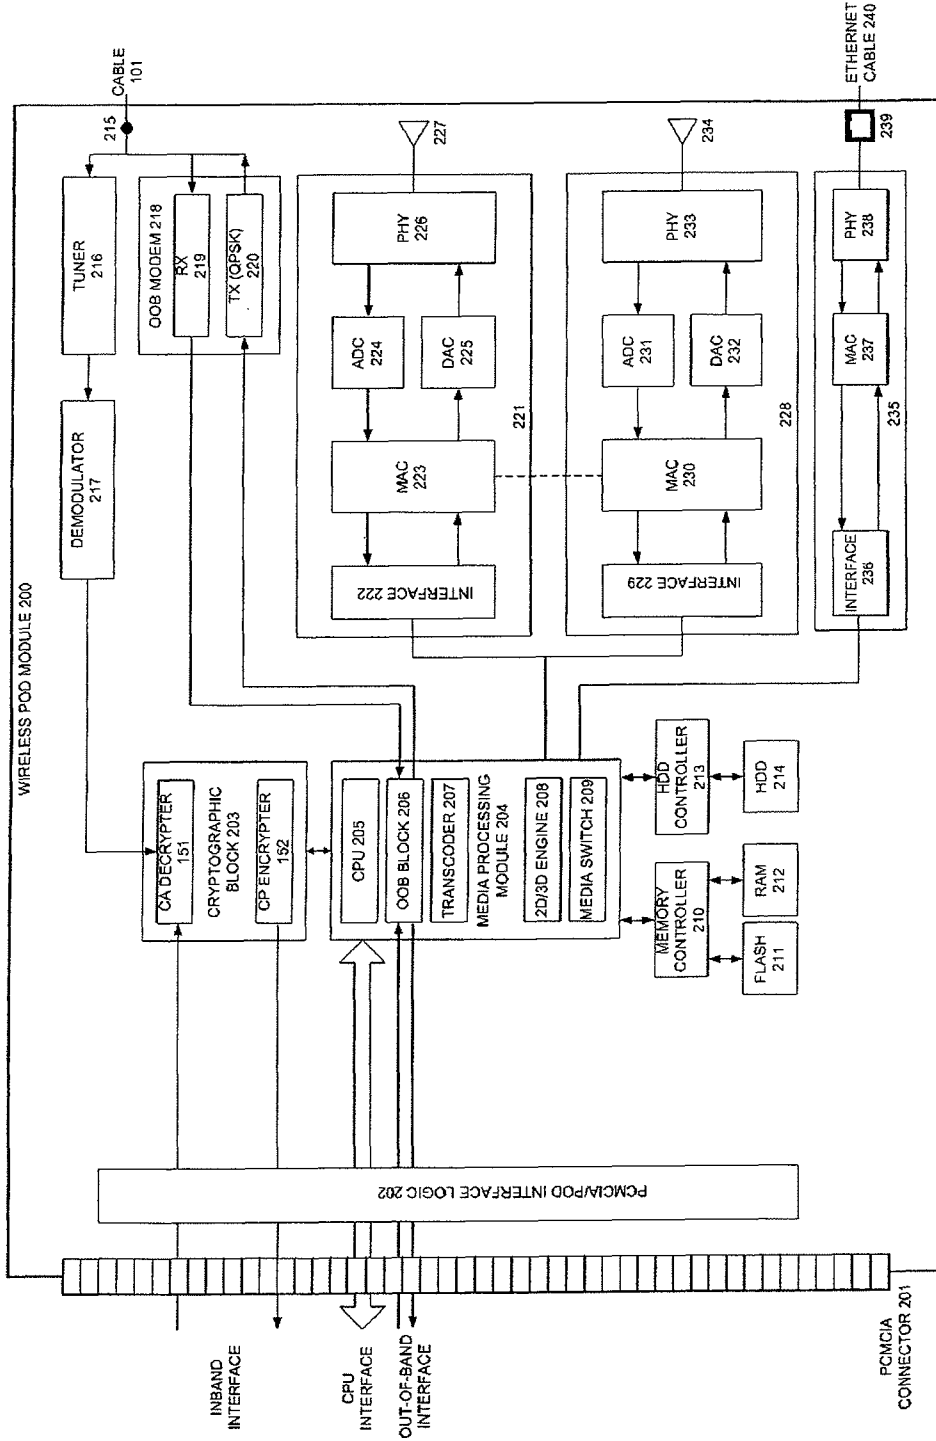 WIRELESS POD MODULE 200
CABLE
101
215
TUNER
216
DEMODULATOR
217
OOB MODEM 218
RX
219
TX (QPSK)
220
CA DECRYPTER
151
CRYPTOGRAPHIC
BLOCK 203
CP ENCRYPTER
152
INBAND
INTERFACE
CPU
INTERFACE
OUT-OF-BAND
INTERFACE
PCMCIA
CONNECTOR 201
PCMCIA/POD INTERFACE LOGIC 202
CPU 205
OOB BLOCK 206
TRANSCODER 207
MEDIA PROCESSING
MODULE 204
2D/3D ENGINE 208
MEDIA SWITCH 209
MEMORY
CONTROLLER
210
FLASH
211
RAM
212
HDD
CONTROLLER
213
HDD
214
INTERFACE 222
MAC
223
ADC
224
DAC
225
PHY
226
227
221
INTERFACE 229
MAC
230
ADC
231
DAC
232
PHY
233
234
228
INTERFACE
236
MAC
237
PHY
238
235
239
ETHERNET
CABLE 240